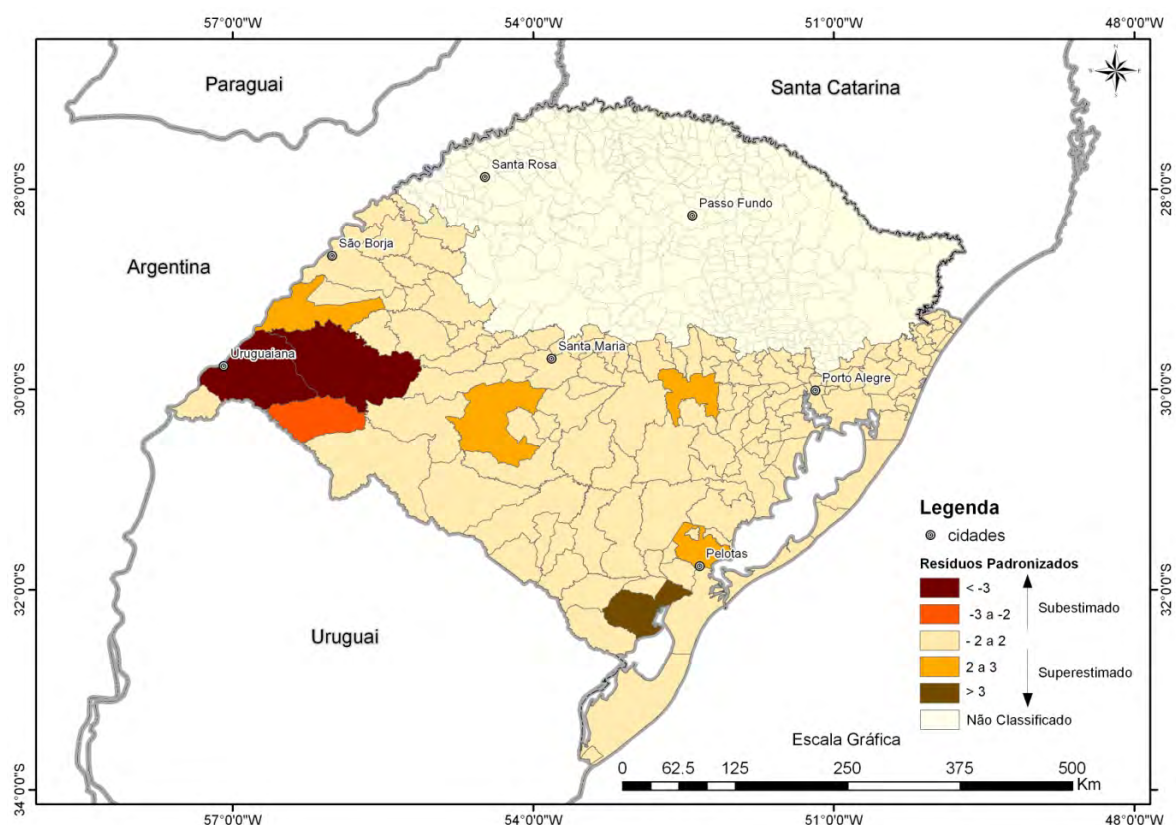 57°0'0"W 54°0'0"W 51°0'0"W 48°0'0"W
Paraguai
Santa Catarina
28°0'0"S
28°0'0"S
Santa Rosa
Passo Fundo
São Borja
Argentina
Uruguaiana
Santa Maria
Porto Alegre
30°0'0"S
30°0'0"S
Pelotas
32°0'0"S
32°0'0"S
Uruguai
Legenda
cidades
Resíduos Padronizados
< -3
-3 a -2
Subestimado
- 2 a 2
2 a 3
Superestimado
> 3
Não Classificado
Escala Gráfica
0 62.5 125 250 375 500
Km
34°0'0"S
34°0'0"S
57°0'0"W 54°0'0"W 51°0'0"W 48°0'0"W